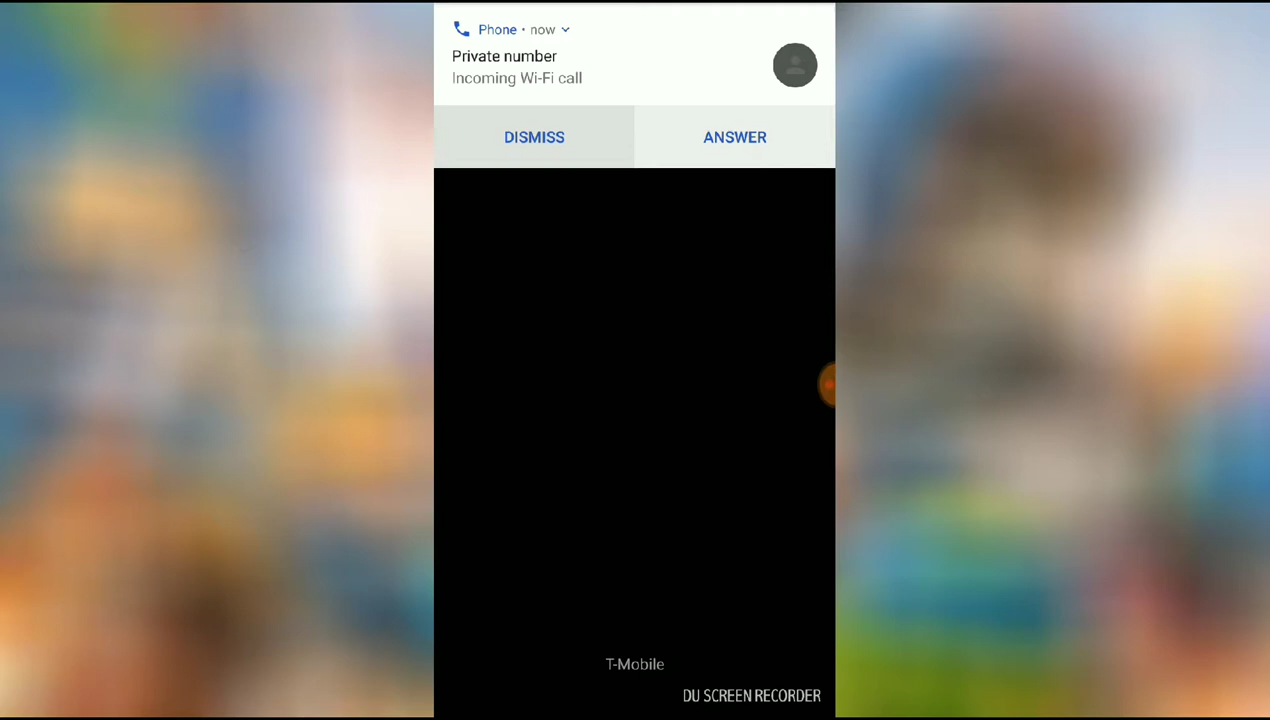 Phone • now
Private number
Incoming Wi-Fi call
DISMISS ANSWER
T-Mobile
DU SCREEN RECORDER